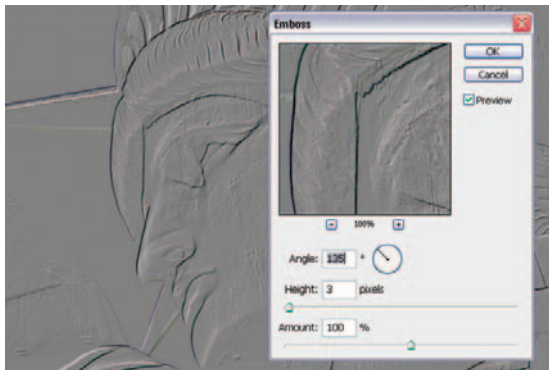 Emboss
OK
Cancel
Preview
100%
Angle: 135 °
Height: 3 pixels
Amount: 100 %